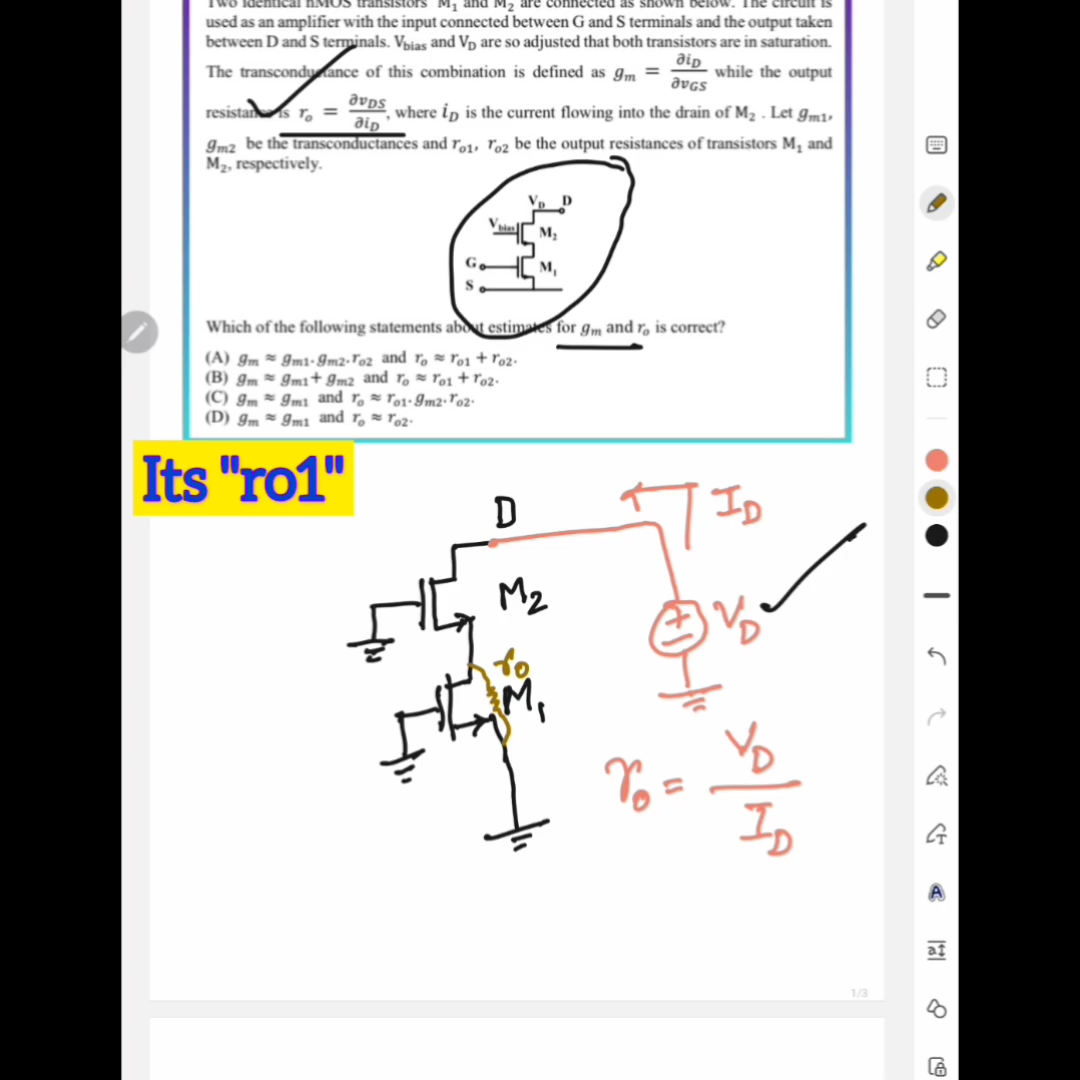 Two identical nMOS transistors M₁ and M₂ are connected as shown below. The circuit is
used as an amplifier with the input connected between G and S terminals and the output taken
between D and S terminals. V_bias and V_D are so adjusted that both transistors are in saturation.
The transconductance of this combination is defined as g_m = ∂i_D/∂v_GS while the output
resistance is r_o = ∂v_DS/∂i_D, where i_D is the current flowing into the drain of M₂ . Let g_m1,
g_m2 be the transconductances and r_o1, r_o2 be the output resistances of transistors M₁ and
M₂, respectively.
V_D D
V_bias M₂
G M₁
S
Which of the following statements about estimates for g_m and r_o is correct?
(A) g_m ≈ g_m1·g_m2·r_o2 and r_o ≈ r_o1 + r_o2.
(B) g_m ≈ g_m1 + g_m2 and r_o ≈ r_o1 + r_o2.
(C) g_m ≈ g_m1 and r_o ≈ r_o1·g_m2·r_o2.
(D) g_m ≈ g_m1 and r_o ≈ r_o2.
Its "ro1"
D I_D
M₂ + − V_D
r_o
M₁
r_o = V_D/I_D
1/3